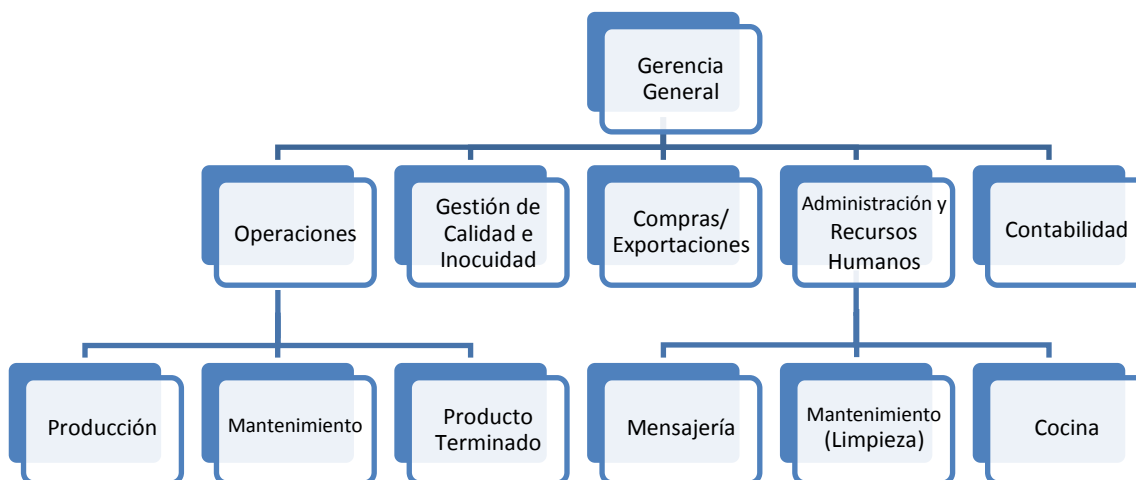 Gerencia
General
Operaciones
Gestión de
Calidad e
Inocuidad
Compras/
Exportaciones
Administración y
Recursos
Humanos
Contabilidad
Producción
Mantenimiento
Producto
Terminado
Mensajería
Mantenimiento
(Limpieza)
Cocina